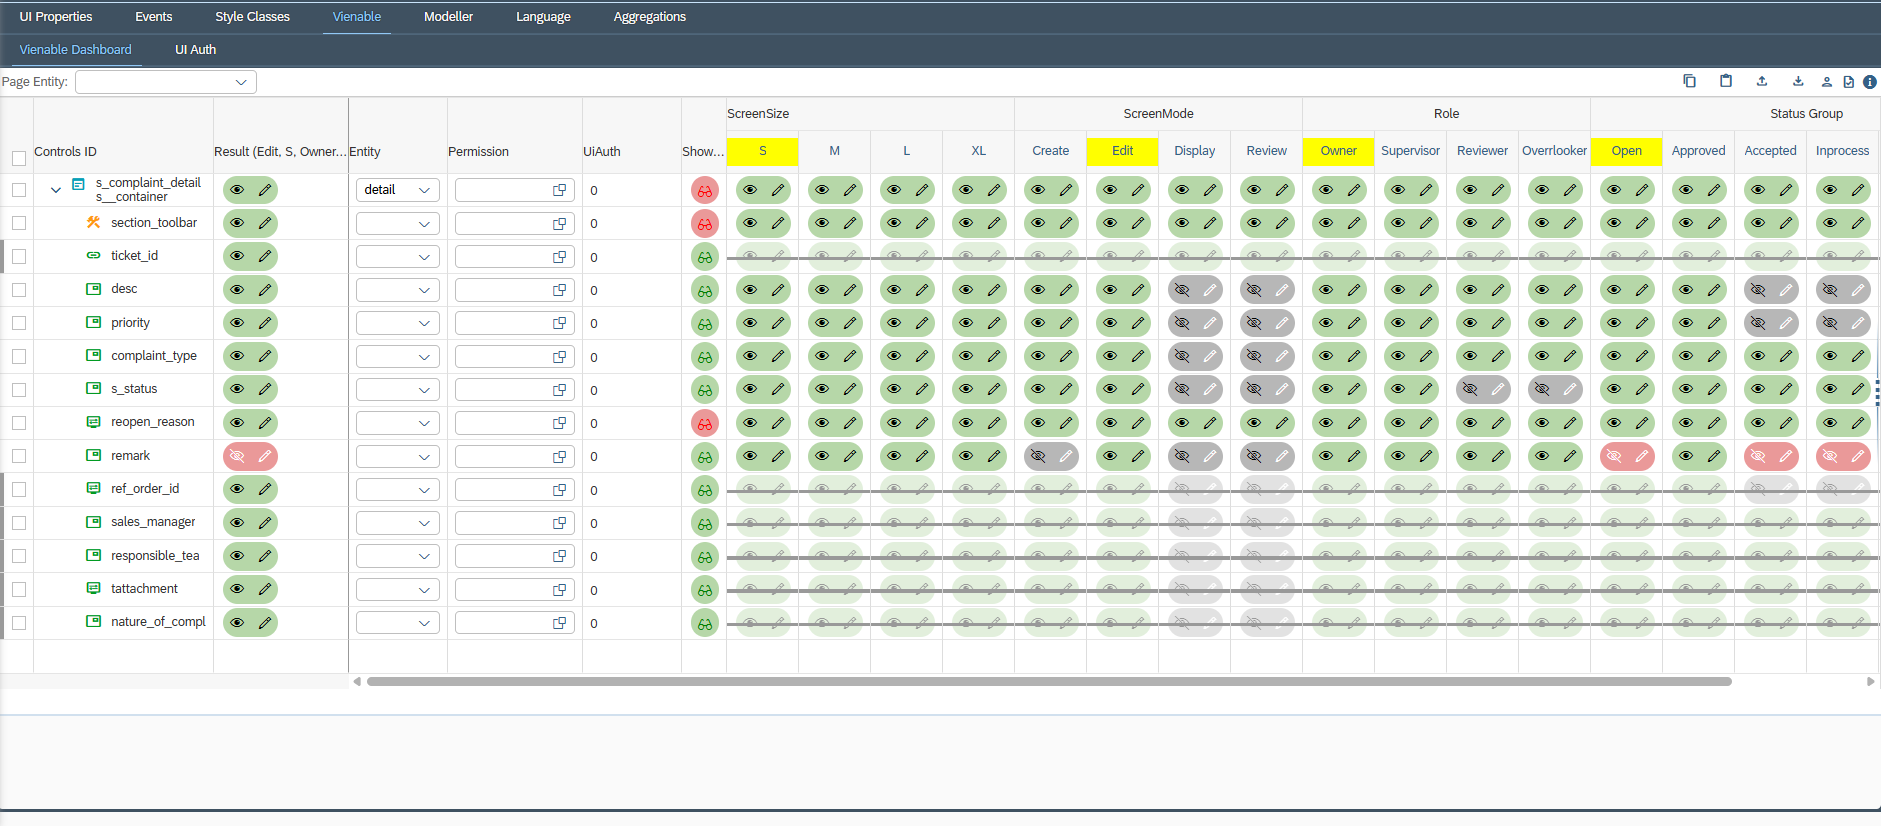 UI Properties Events Style Classes Vienable Modeller Language Aggregations
Vienable Dashboard UI Auth
Page Entity:
ScreenSize ScreenMode Role Status Group
Controls ID Result (Edit, S, Owner... Entity Permission UiAuth Show... S M L XL Create Edit Display Review Owner Supervisor Reviewer Overrlooker Open Approved Accepted Inprocess
s_complaint_detail
s__container detail 0
section_toolbar 0
ticket_id 0
desc 0
priority 0
complaint_type 0
s_status 0
reopen_reason 0
remark 0
ref_order_id 0
sales_manager 0
responsible_tea 0
tattachment 0
nature_of_compl 0